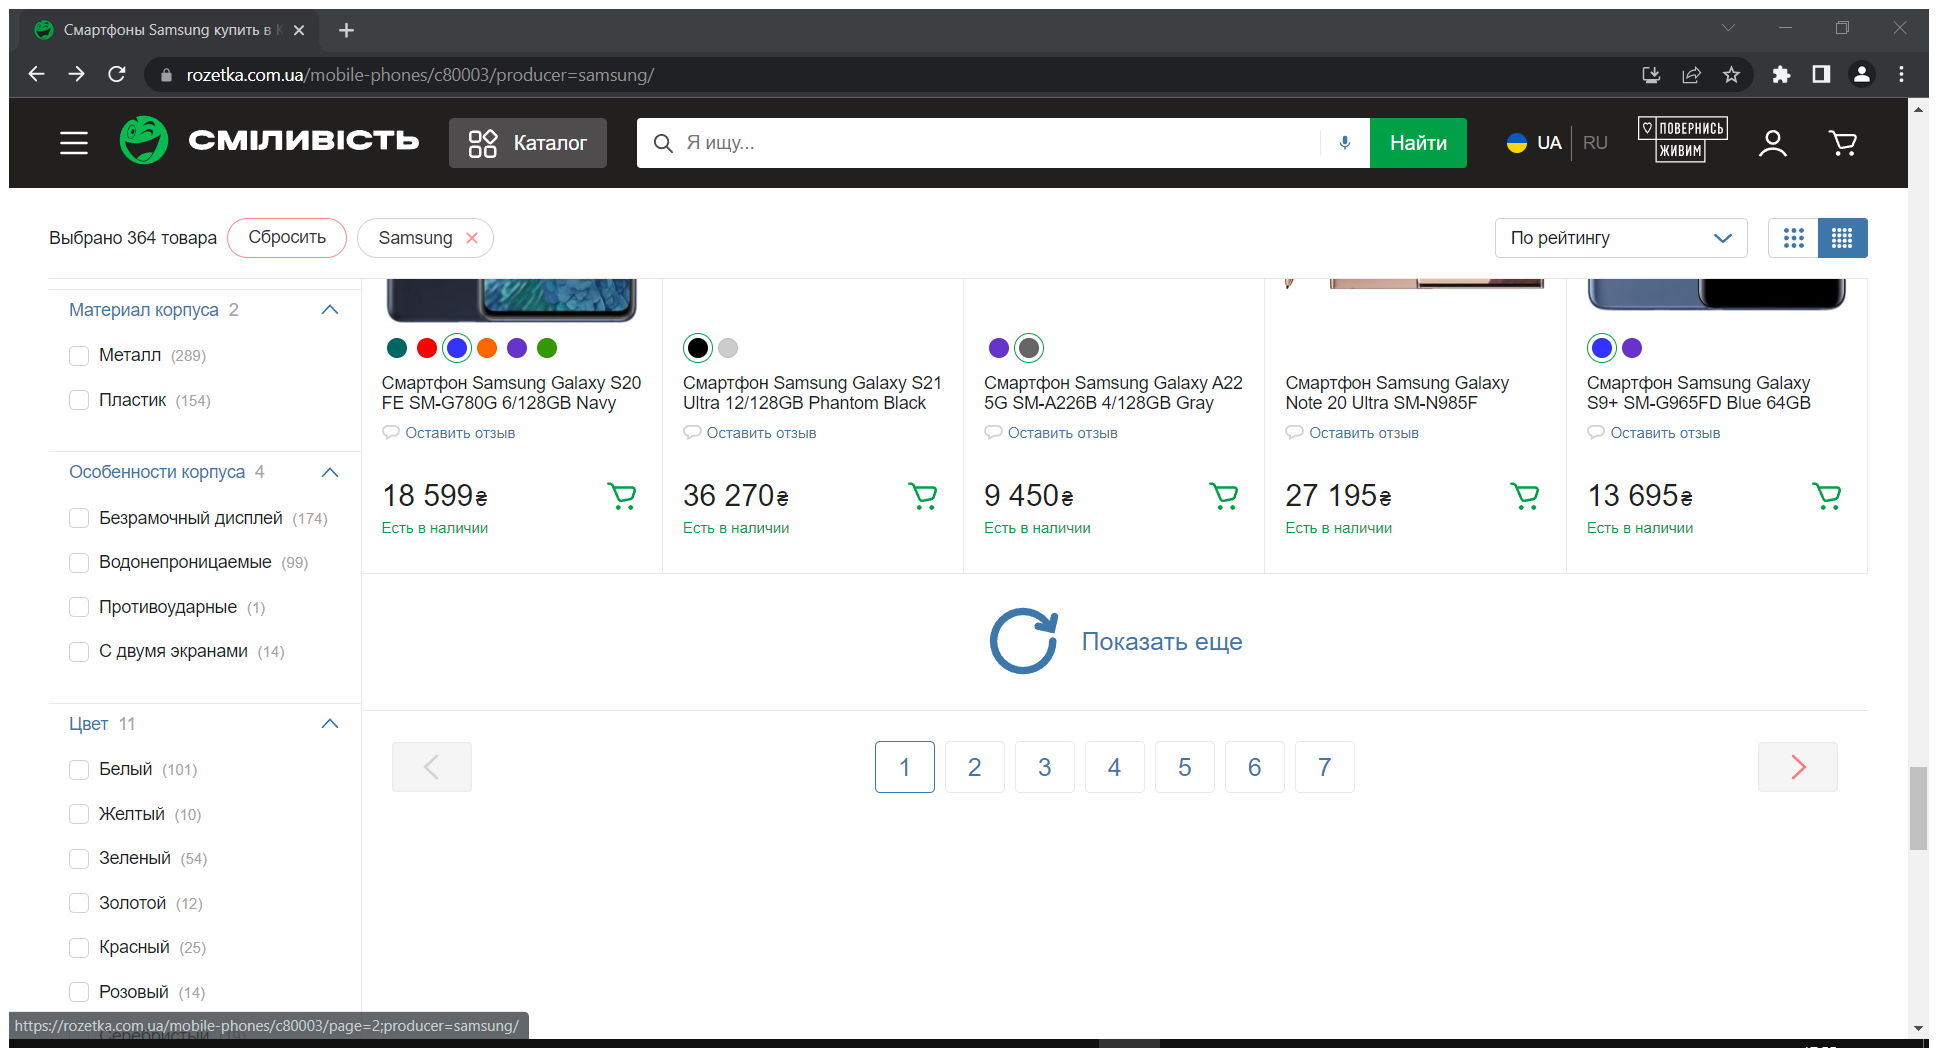 Смартфоны Samsung купить в К
rozetka.com.ua/mobile-phones/c80003/producer=samsung/
СМІЛИВІСТЬ
Каталог
Я ищу...
Найти
UA
RU
ПОВЕРНИСЬ
ЖИВИМ
Выбрано 364 товара
Сбросить
Samsung
По рейтингу
Материал корпуса 2
Металл (289)
Пластик (154)
Особенности корпуса 4
Безрамочный дисплей (174)
Водонепроницаемые (99)
Противоударные (1)
С двумя экранами (14)
Цвет 11
Белый (101)
Желтый (10)
Зеленый (54)
Золотой (12)
Красный (25)
Розовый (14)
Смартфон Samsung Galaxy S20
FE SM-G780G 6/128GB Navy
Оставить отзыв
18 599₴
Есть в наличии
Смартфон Samsung Galaxy S21
Ultra 12/128GB Phantom Black
Оставить отзыв
36 270₴
Есть в наличии
Смартфон Samsung Galaxy A22
5G SM-A226B 4/128GB Gray
Оставить отзыв
9 450₴
Есть в наличии
Смартфон Samsung Galaxy
Note 20 Ultra SM-N985F
Оставить отзыв
27 195₴
Есть в наличии
Смартфон Samsung Galaxy
S9+ SM-G965FD Blue 64GB
Оставить отзыв
13 695₴
Есть в наличии
Показать еще
1 2 3 4 5 6 7
https://rozetka.com.ua/mobile-phones/c80003/page=2;producer=samsung/